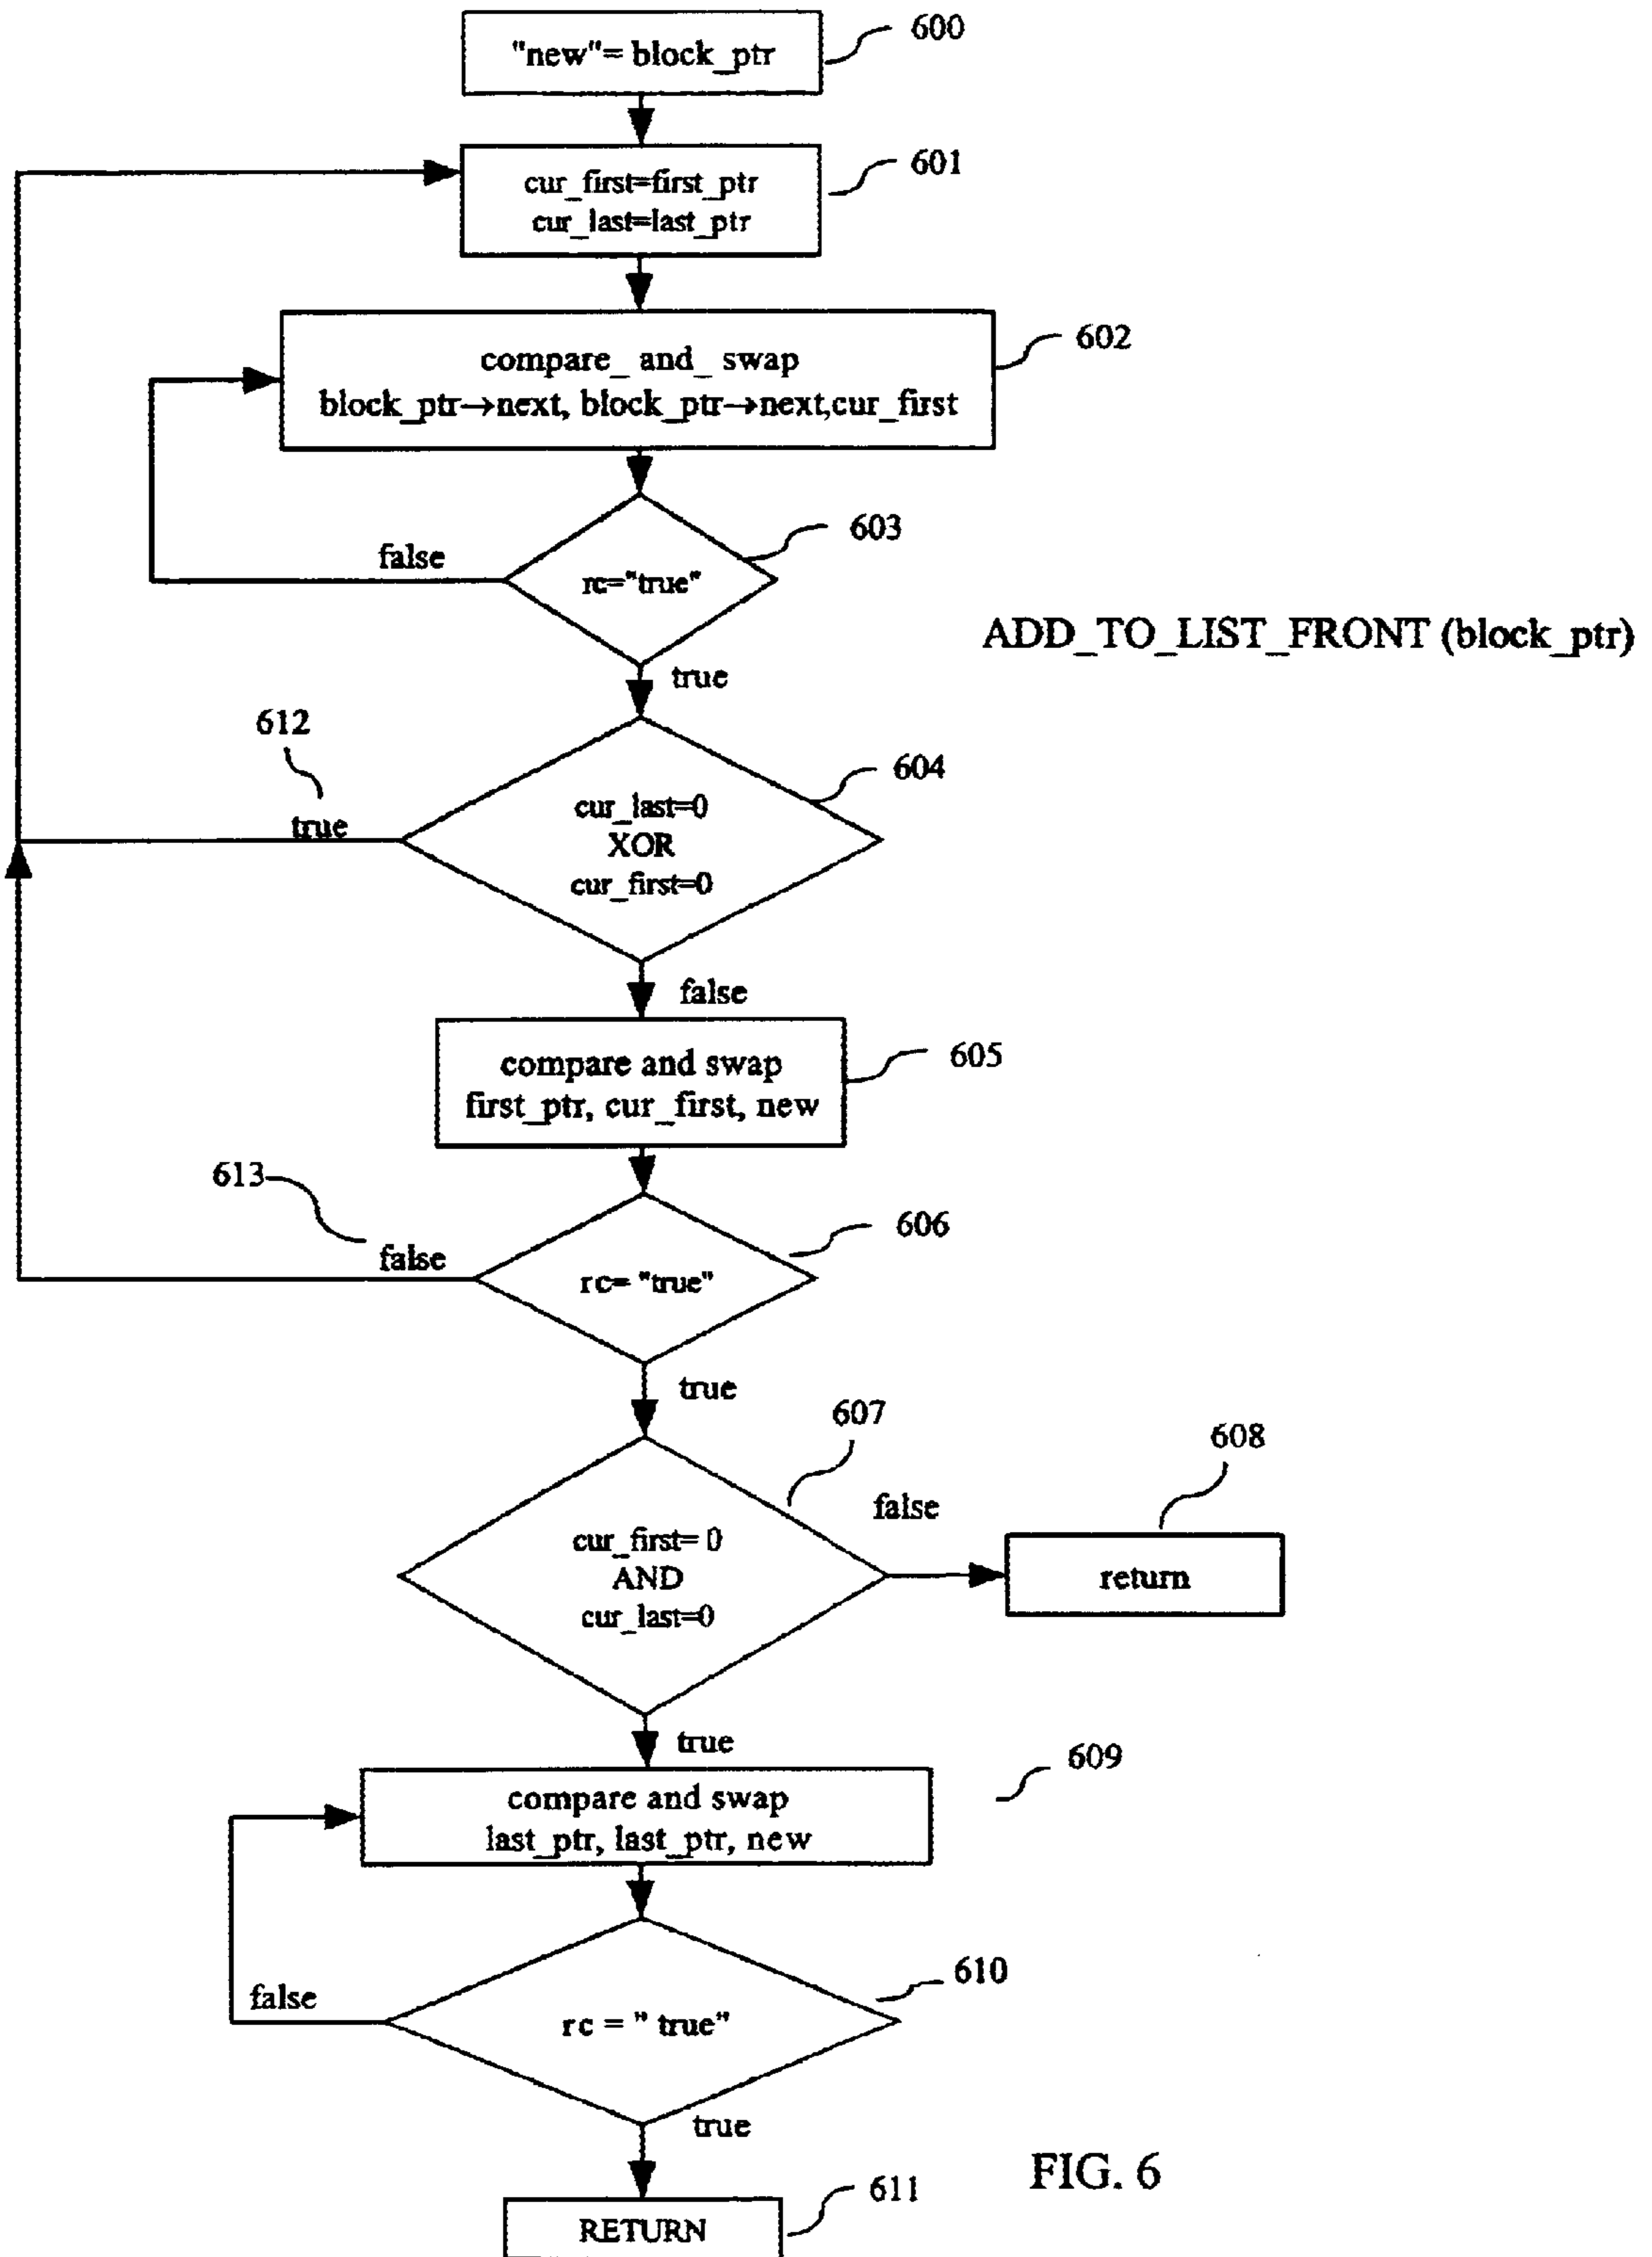 "new"= block_ptr
600
cur_first=first_ptr
cur_last=last_ptr
601
compare_ and_ swap
block_ptr→next, block_ptr→next,cur_first
602
rc="true"
603
false
true
ADD_TO_LIST_FRONT (block_ptr)
612
true
cur_last=0
XOR
cur_first=0
604
false
compare and swap
first_ptr, cur_first, new
605
613
false
rc= "true"
606
true
607
cur_first= 0
AND
cur_last=0
false
608
return
true
compare and swap
last_ptr, last_ptr, new
609
false
rc = " true"
610
true
RETURN
611
FIG. 6